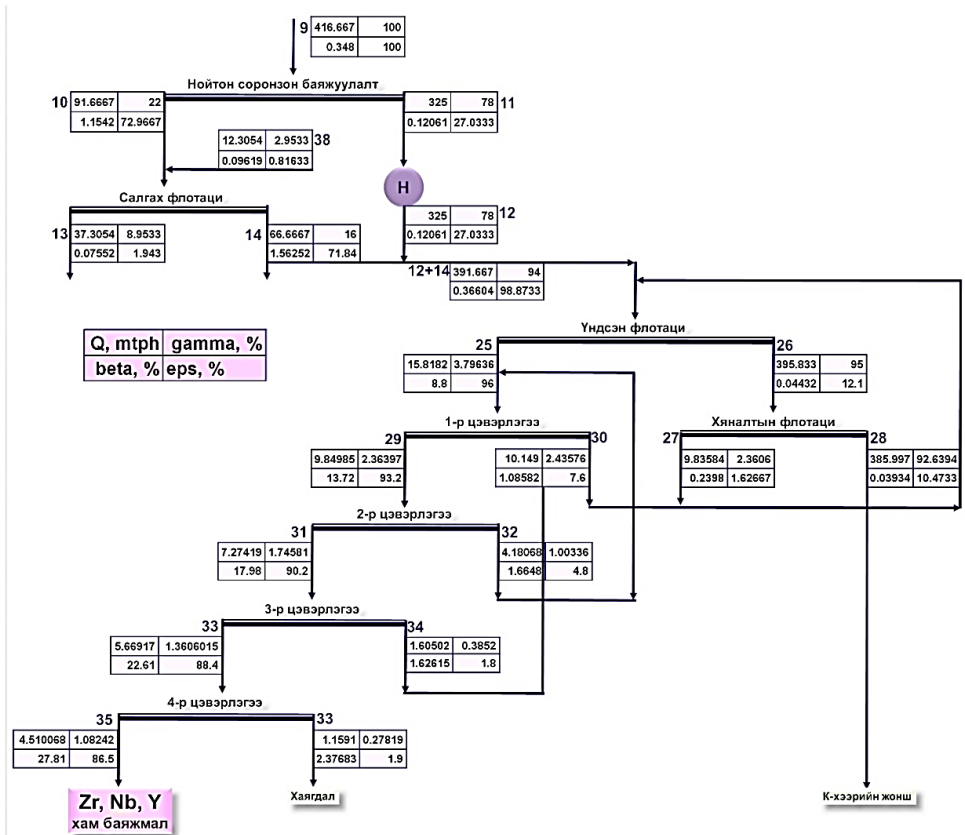 9 416.667 100
0.348 100
Нойтон соронзон баяжуулалт
10 91.6667 22
1.1542 72.9667
325 78 11
0.12061 27.0333
12.3054 2.9533 38
0.09619 0.81633
Н
Салгах флотаци
325 78 12
0.12061 27.0333
13 37.3054 8.9533
0.07552 1.943
14 66.6667 16
1.56252 71.84
12+14 391.667 94
0.36604 98.8733
Q, mtph gamma, %
beta, % eps, %
Үндсэн флотаци
25
15.8182 3.79636
8.8 96
26
395.833 95
0.04432 12.1
1-р цэвэрлэгээ
Хяналтын флотаци
29
9.84985 2.36397
13.72 93.2
30
10.149 2.43576
1.08582 7.6
27
9.83584 2.3606
0.2398 1.62667
28
385.997 92.6394
0.03934 10.4733
2-р цэвэрлэгээ
31
7.27419 1.74581
17.98 90.2
32
4.18068 1.00336
1.6648 4.8
3-р цэвэрлэгээ
33
5.66917 1.3606015
22.61 88.4
34
1.60502 0.3852
1.62615 1.8
4-р цэвэрлэгээ
35
4.510068 1.08242
27.81 86.5
33
1.1591 0.27819
2.37683 1.9
Zr, Nb, Y
хам баяжмал
Хаягдал
К-хээрийн жонш